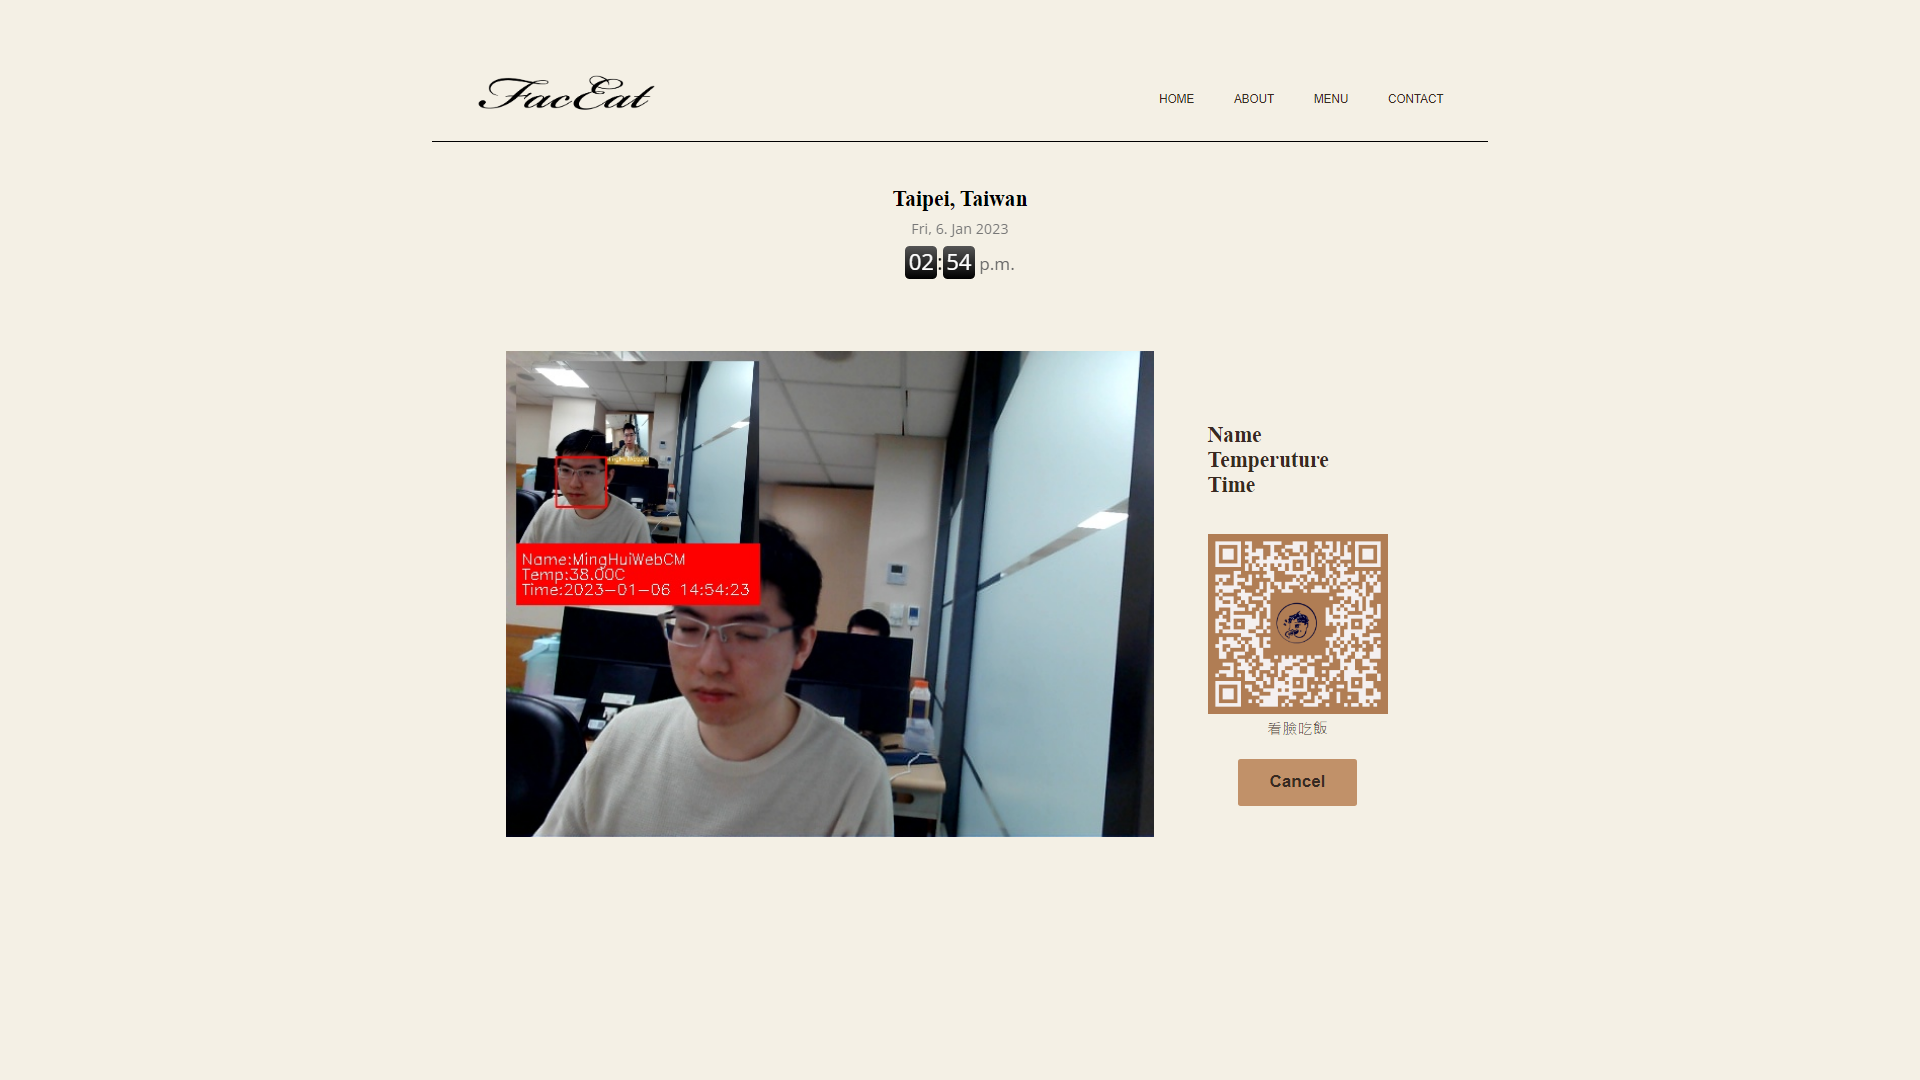 FacEat
HOME ABOUT MENU CONTACT
Taipei, Taiwan
Fri, 6. Jan 2023
02:54 p.m.
Name:MingHuiWebCM
Temp:38.00C
Time:2023-01-06 14:54:23
Name
Temperuture
Time
看臉吃飯
Cancel